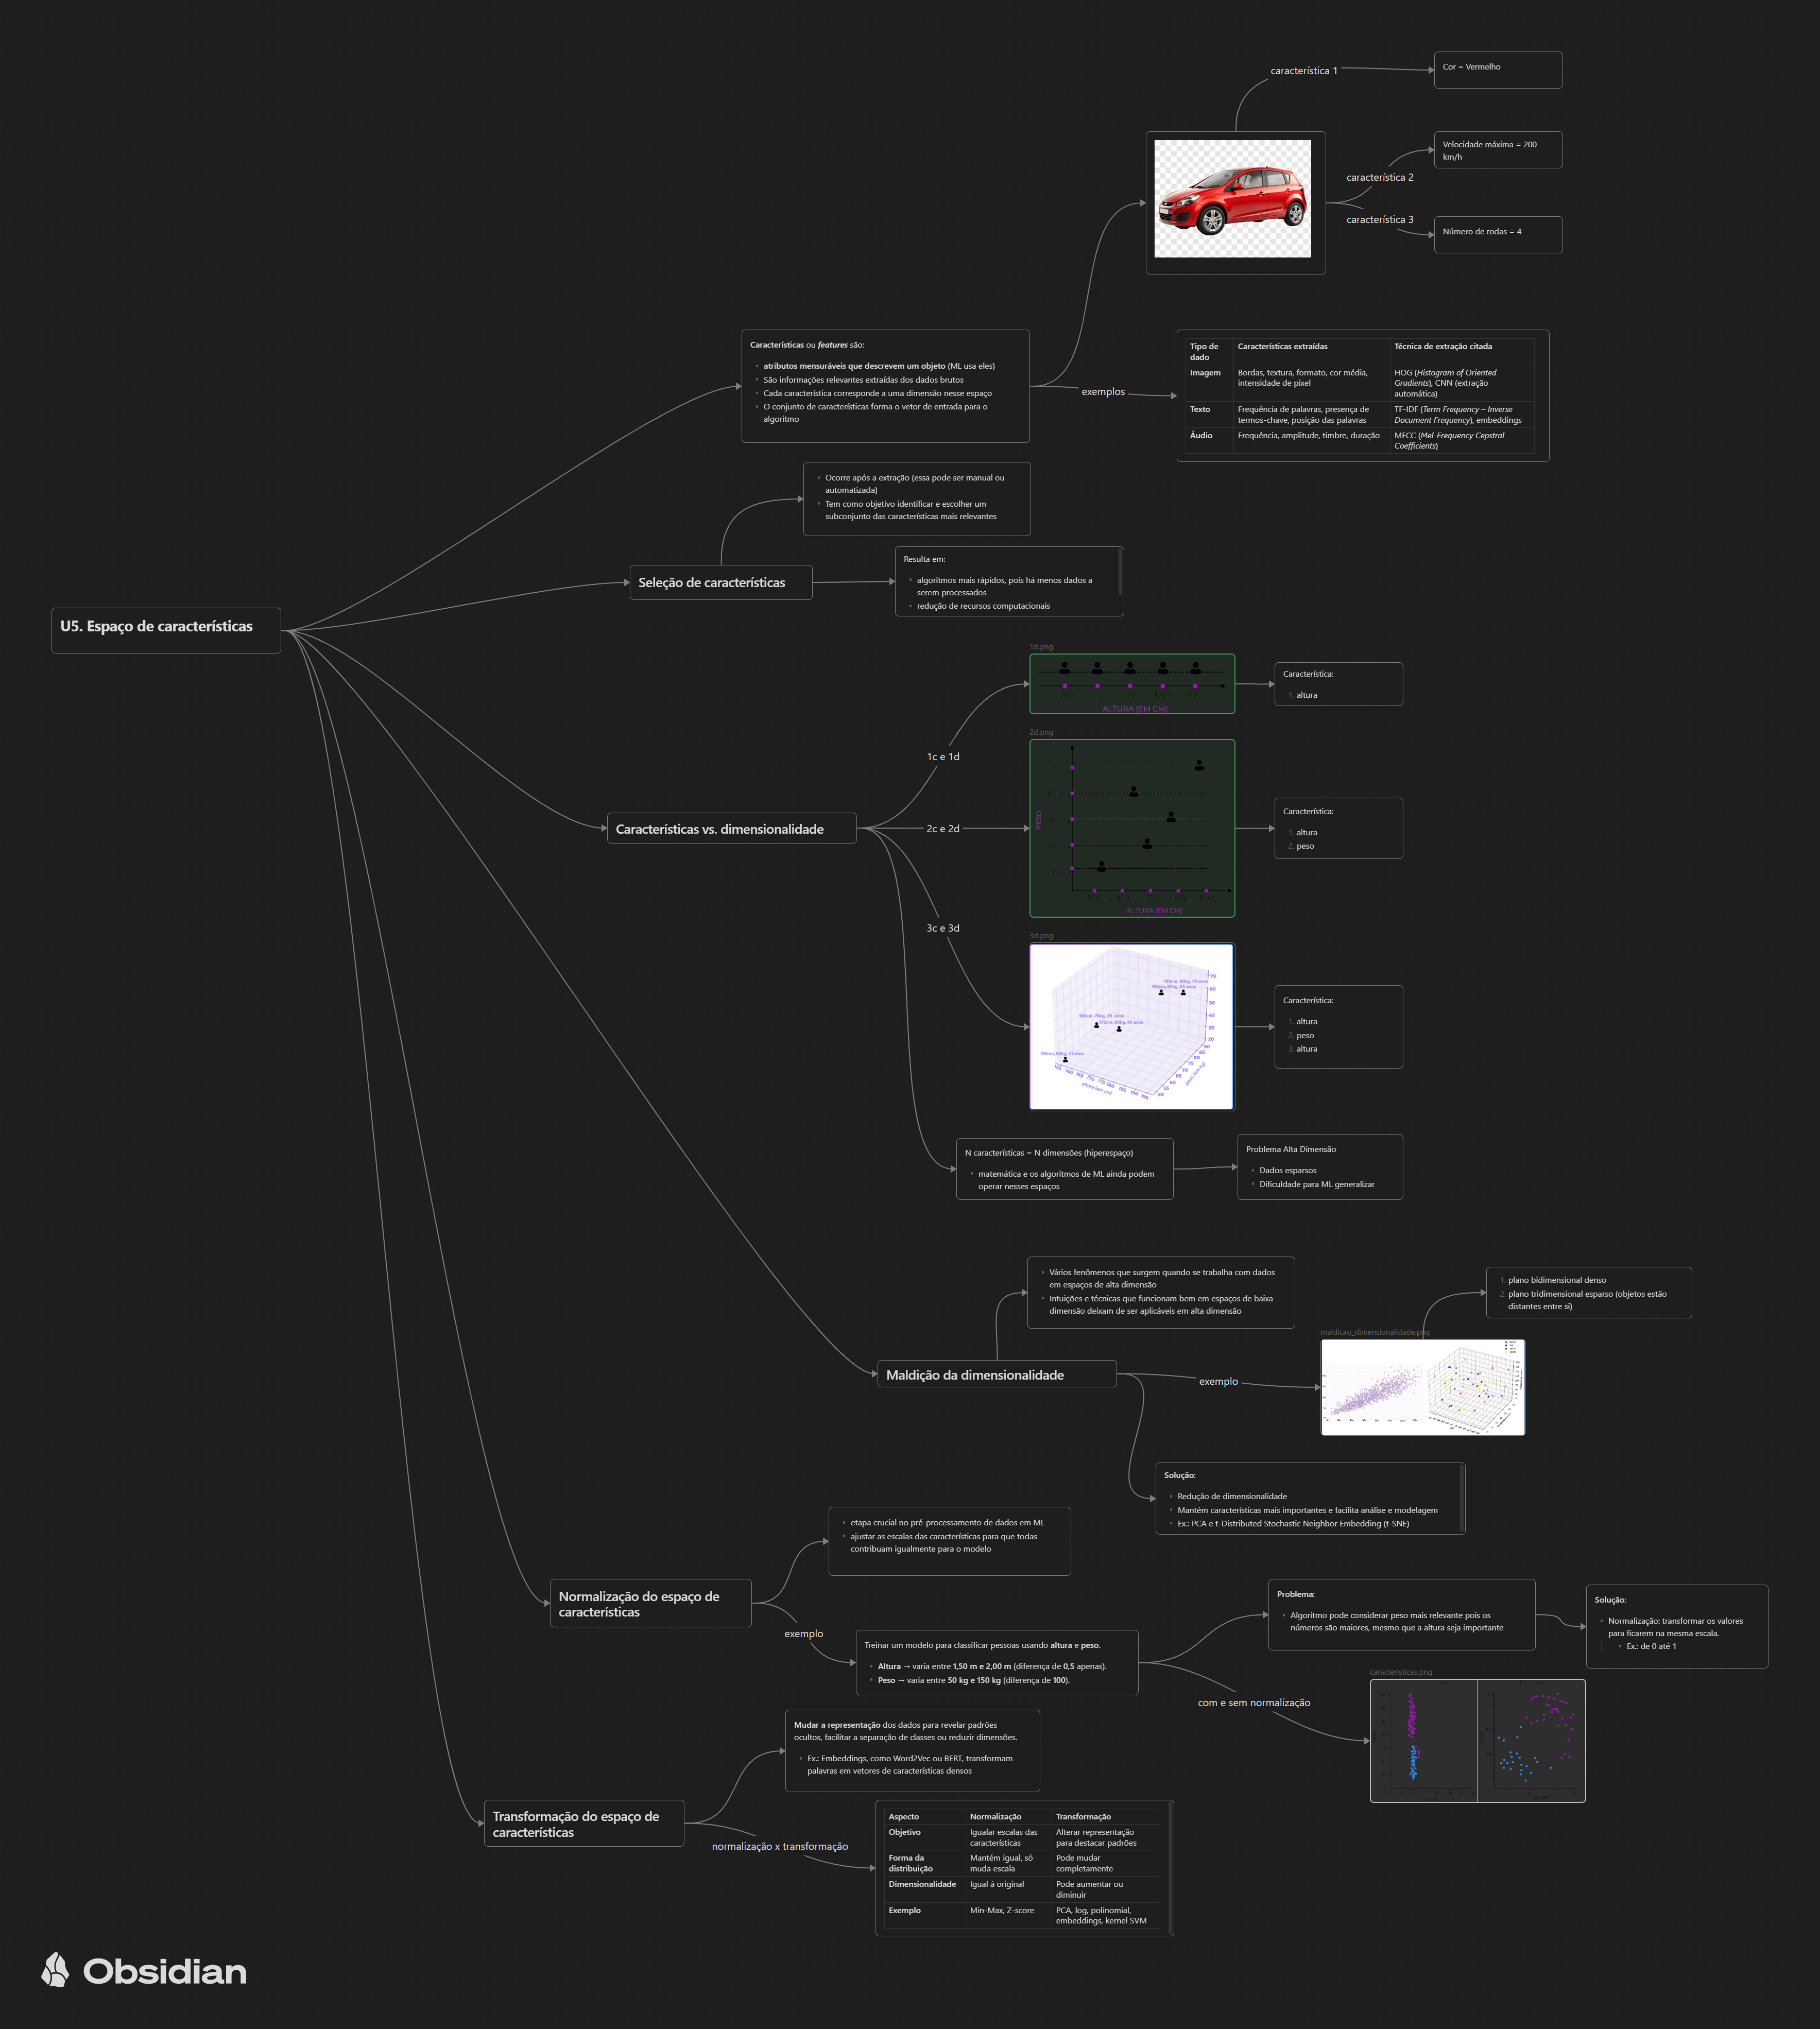 característica 1
Cor = Vermelho
Velocidade máxima = 200
km/h
característica 2
característica 3
Número de rodas = 4
Características ou features são:
atributos mensuráveis que descrevem um objeto (ML usa eles)
São informações relevantes extraídas dos dados brutos
Cada característica corresponde a uma dimensão nesse espaço
O conjunto de características forma o vetor de entrada para o
algoritmo
exemplos
Tipo de dado Características extraídas Técnica de extração citada
Imagem Bordas, textura, formato, cor média, intensidade de pixel HOG (Histogram of Oriented Gradients), CNN (extração automática)
Texto Frequência de palavras, presença de termos-chave, posição das palavras TF-IDF (Term Frequency – Inverse Document Frequency), embeddings
Áudio Frequência, amplitude, timbre, duração MFCC (Mel-Frequency Cepstral Coefficients)
Ocorre após a extração (essa pode ser manual ou
automatizada)
Tem como objetivo identificar e escolher um
subconjunto das características mais relevantes
Seleção de características
Resulta em:
algoritmos mais rápidos, pois há menos dados a
serem processados
redução de recursos computacionais
U5. Espaço de características
1d.png
ALTURA (EM CM)
Característica:
1. altura
1c e 1d
2d.png
PESO
ALTURA (EM CM)
Característica:
1. altura
2. peso
Características vs. dimensionalidade
2c e 2d
3c e 3d
3d.png
altura (em cm)
peso (em kg)
Característica:
1. altura
2. peso
3. altura
N características = N dimensões (hiperespaço)
matemática e os algoritmos de ML ainda podem
operar nesses espaços
Problema Alta Dimensão
Dados esparsos
Dificuldade para ML generalizar
Vários fenômenos que surgem quando se trabalha com dados
em espaços de alta dimensão
Intuições e técnicas que funcionam bem em espaços de baixa
dimensão deixam de ser aplicáveis em alta dimensão
1. plano bidimensional denso
2. plano tridimensional esparso (objetos estão
distantes entre si)
maldicao_dimensionalidade.png
Maldição da dimensionalidade
exemplo
Solução:
Redução de dimensionalidade
Mantém características mais importantes e facilita análise e modelagem
Ex.: PCA e t-Distributed Stochastic Neighbor Embedding (t-SNE)
etapa crucial no pré-processamento de dados em ML
ajustar as escalas das características para que todas
contribuam igualmente para o modelo
Normalização do espaço de
características
exemplo
Treinar um modelo para classificar pessoas usando altura e peso.
Altura → varia entre 1,50 m e 2,00 m (diferença de 0,5 apenas).
Peso → varia entre 50 kg e 150 kg (diferença de 100).
Problema:
Algoritmo pode considerar peso mais relevante pois os
números são maiores, mesmo que a altura seja importante
Solução:
Normalização: transformar os valores
para ficarem na mesma escala.
Ex.: de 0 até 1
com e sem normalização
caracteristicas.png
Mudar a representação dos dados para revelar padrões
ocultos, facilitar a separação de classes ou reduzir dimensões.
Ex.: Embeddings, como Word2Vec ou BERT, transformam
palavras em vetores de características densos
Transformação do espaço de
características
normalização x transformação
Aspecto Normalização Transformação
Objetivo Igualar escalas das características Alterar representação para destacar padrões
Forma da distribuição Mantém igual, só muda escala Pode mudar completamente
Dimensionalidade Igual à original Pode aumentar ou diminuir
Exemplo Min-Max, Z-score PCA, log, polinomial, embeddings, kernel SVM
Obsidian